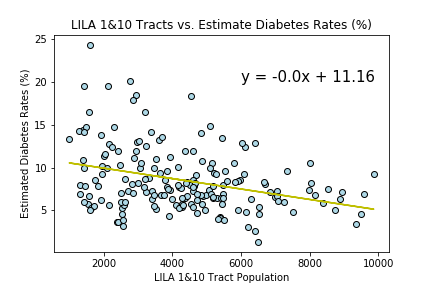 LILA 1&10 Tracts vs. Estimate Diabetes Rates (%)
y = -0.0x + 11.16
Estimated Diabetes Rates (%)
25
20
15
10
5
2000 4000 6000 8000 10000
LILA 1&10 Tract Population